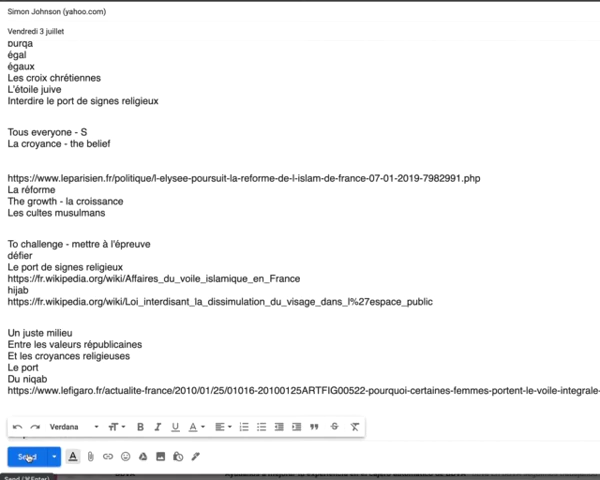 Simon Johnson (yahoo.com)
Vendredi 3 juillet
burqa
égal
égaux
Les croix chrétiennes
L'étoile juive
Interdire le port de signes religieux
Tous everyone - S
La croyance - the belief
https://www.leparisien.fr/politique/l-elysee-poursuit-la-reforme-de-l-islam-de-france-07-01-2019-7982991.php
La réforme
The growth - la croissance
Les cultes musulmans
To challenge - mettre à l'épreuve
défier
Le port de signes religieux
https://fr.wikipedia.org/wiki/Affaires_du_voile_islamique_en_France
hijab
https://fr.wikipedia.org/wiki/Loi_interdisant_la_dissimulation_du_visage_dans_l%27espace_public
Un juste milieu
Entre les valeurs républicaines
Et les croyances religieuses
Le port
Du niqab
https://www.lefigaro.fr/actualite-france/2010/01/25/01016-20100125ARTFIG00522-pourquoi-certaines-femmes-portent-le-voile-integrale-
Verdana
Send
Send (⌘Enter)